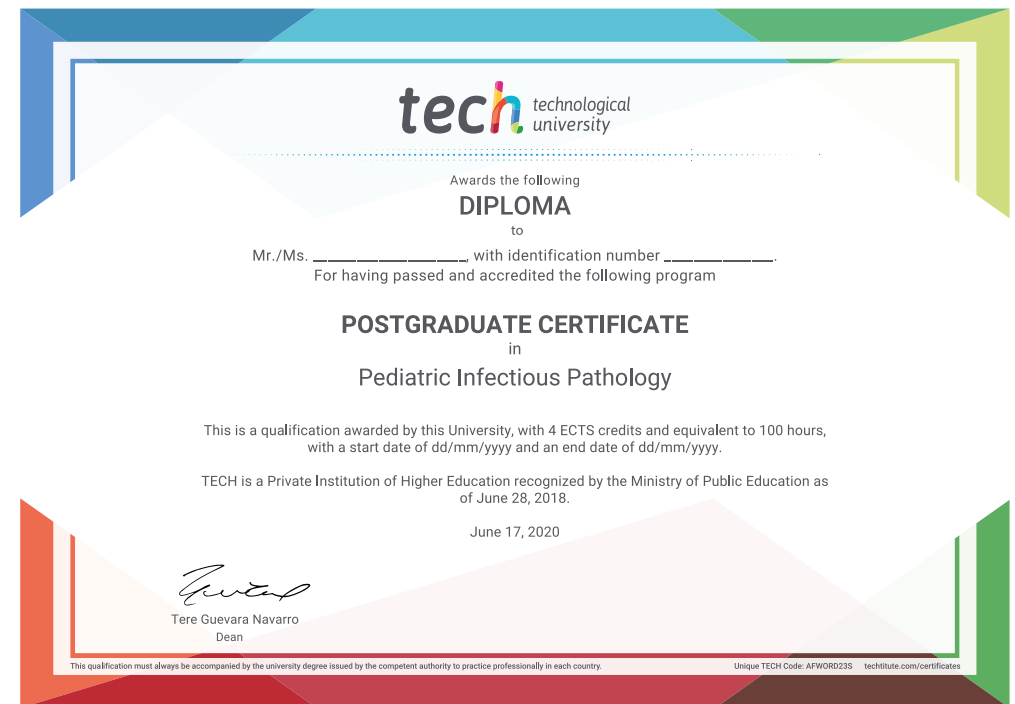 tech technological
university
Awards the following
DIPLOMA
to
Mr./Ms. _________________, with identification number _____________.
For having passed and accredited the following program
POSTGRADUATE CERTIFICATE
in
Pediatric Infectious Pathology
This is a qualification awarded by this University, with 4 ECTS credits and equivalent to 100 hours,
with a start date of dd/mm/yyyy and an end date of dd/mm/yyyy.
TECH is a Private Institution of Higher Education recognized by the Ministry of Public Education as
of June 28, 2018.
June 17, 2020
Tere Guevara Navarro
Dean
This qualification must always be accompanied by the university degree issued by the competent authority to practice professionally in each country.
Unique TECH Code: AFWORD23S techtitute.com/certificates